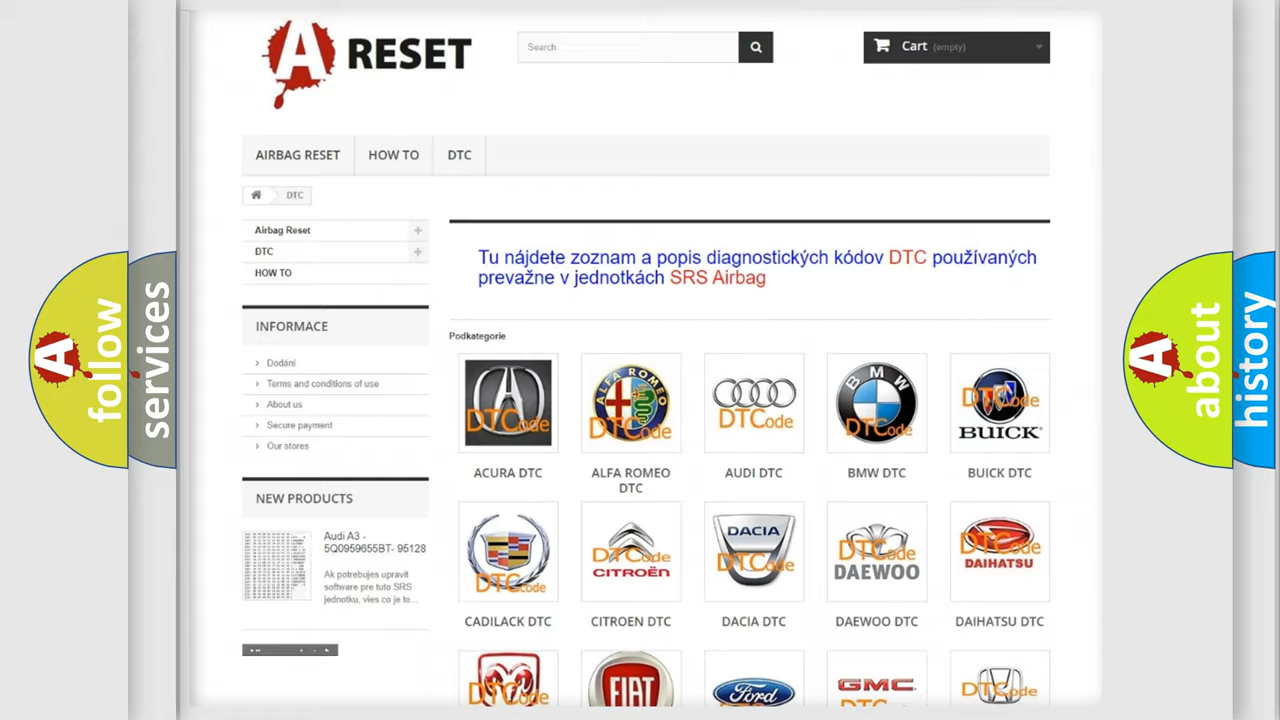 A RESET
Search
Cart (empty)
AIRBAG RESET
HOW TO
DTC
DTC
Airbag Reset
DTC
HOW TO
INFORMACE
Dodání
Terms and conditions of use
About us
Secure payment
Our stores
NEW PRODUCTS
Audi A3 -
5Q0959655BT- 95128
Ak potrebujes upravit
software pre tuto SRS
jednotku, vies co je to...
Tu nájdete zoznam a popis diagnostických kódov DTC používaných
prevažne v jednotkách SRS Airbag
Podkategorie
DTCode
ALFA ROMEO
DTCode
DTCode
BMW
DTCode
DTCode
BUICK
ACURA DTC
ALFA ROMEO
DTC
AUDI DTC
BMW DTC
BUICK DTC
DTCode
DTCode
CITROËN
DACIA
DTCode
DTCode
DAEWOO
DTCode
DAIHATSU
CADILACK DTC
CITROEN DTC
DACIA DTC
DAEWOO DTC
DAIHATSU DTC
DTCode
FIAT
Ford
GMC
DTCode
A follow
services
A about
history